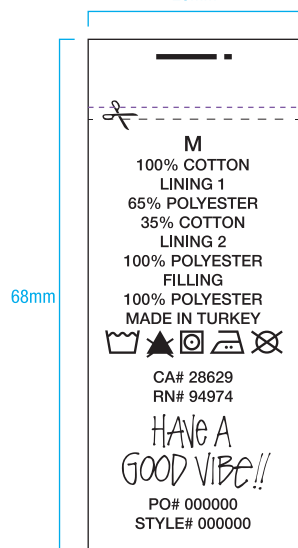 M
100% COTTON
LINING 1
65% POLYESTER
35% COTTON
LINING 2
100% POLYESTER
FILLING
100% POLYESTER
MADE IN TURKEY
CA# 28629
RN# 94974
HAVe A
GOOD VIBe!!
PO# 000000
STYLE# 000000
68mm